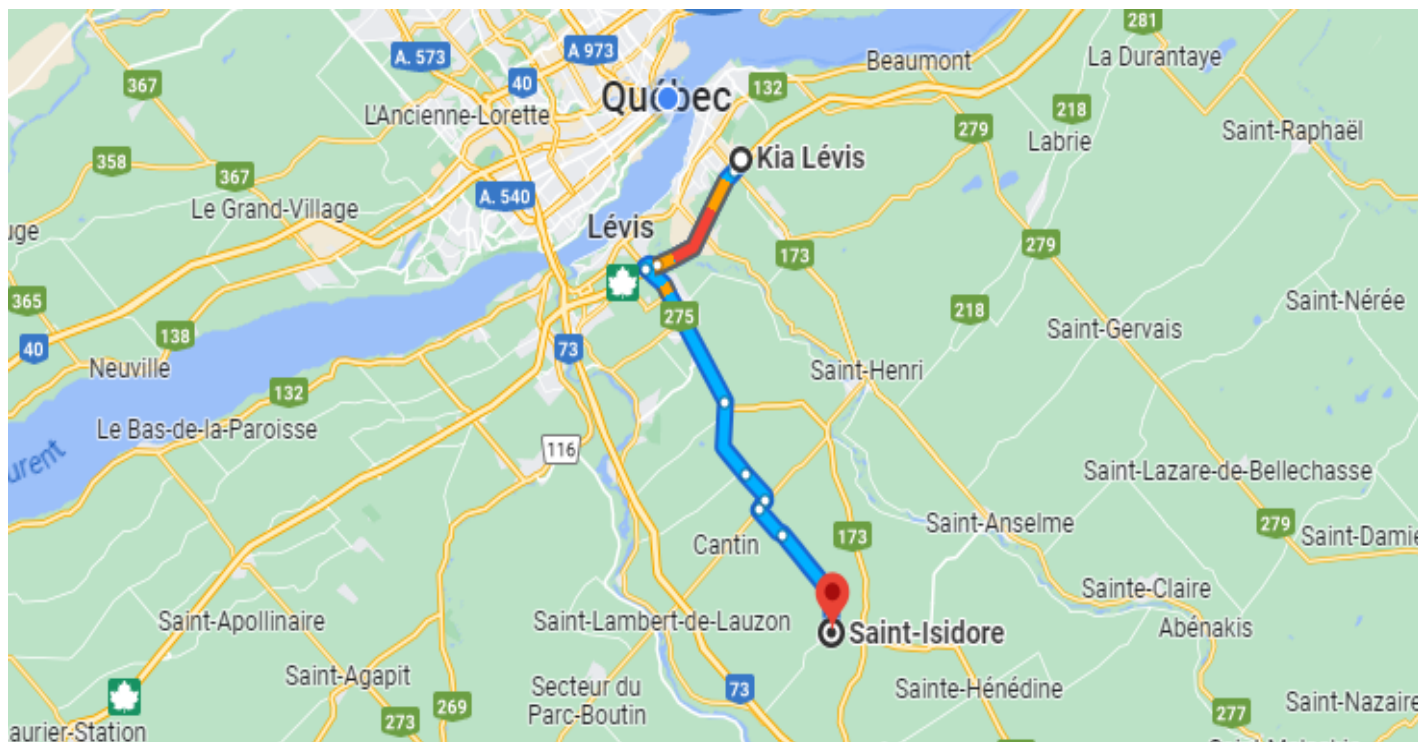 281
A. 973
A. 573
Beaumont
La Durantaye
367
40
Québec
132
L'Ancienne-Lorette
218
279
Labrie
Saint-Raphaël
358
Kia Lévis
367
A. 540
Le Grand-Village
Lévis
279
173
365
275
218
Saint-Nérée
138
Saint-Gervais
40
73
Neuville
Saint-Henri
132
Le Bas-de-la-Paroisse
116
Saint-Lazare-de-Bellechasse
Saint-Anselme
279
173
Cantin
Saint-Damie
Sainte-Claire
Saint-Apollinaire
Saint-Lambert-de-Lauzon
Abénakis
Saint-Isidore
Saint-Agapit
Secteur du
Parc-Boutin
73
Sainte-Hénédine
Saint-Nazaire
269
273
277
aurier-Station